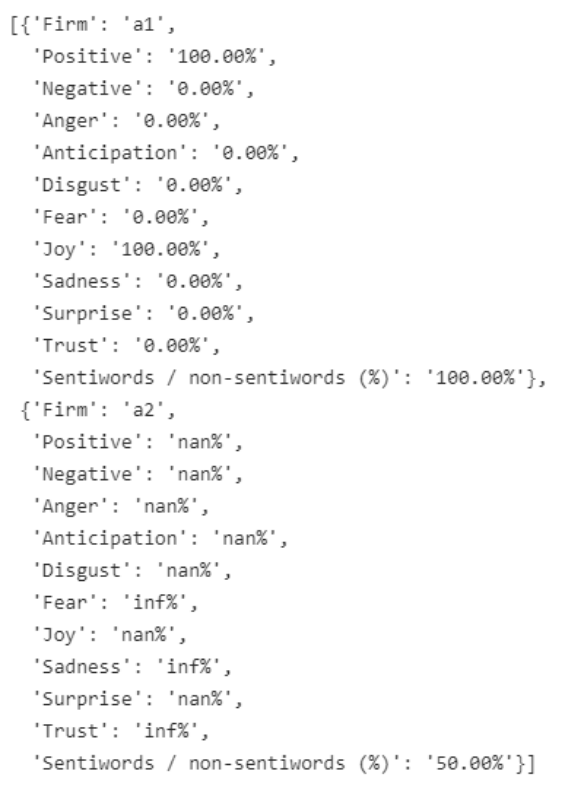 [{'Firm': 'a1',
'Positive': '100.00%',
'Negative': '0.00%',
'Anger': '0.00%',
'Anticipation': '0.00%',
'Disgust': '0.00%',
'Fear': '0.00%',
'Joy': '100.00%',
'Sadness': '0.00%',
'Surprise': '0.00%',
'Trust': '0.00%',
'Sentiwords / non-sentiwords (%)': '100.00%'},
{'Firm': 'a2',
'Positive': 'nan%',
'Negative': 'nan%',
'Anger': 'nan%',
'Anticipation': 'nan%',
'Disgust': 'nan%',
'Fear': 'inf%',
'Joy': 'nan%',
'Sadness': 'inf%',
'Surprise': 'nan%',
'Trust': 'inf%',
'Sentiwords / non-sentiwords (%)': '50.00%'}]